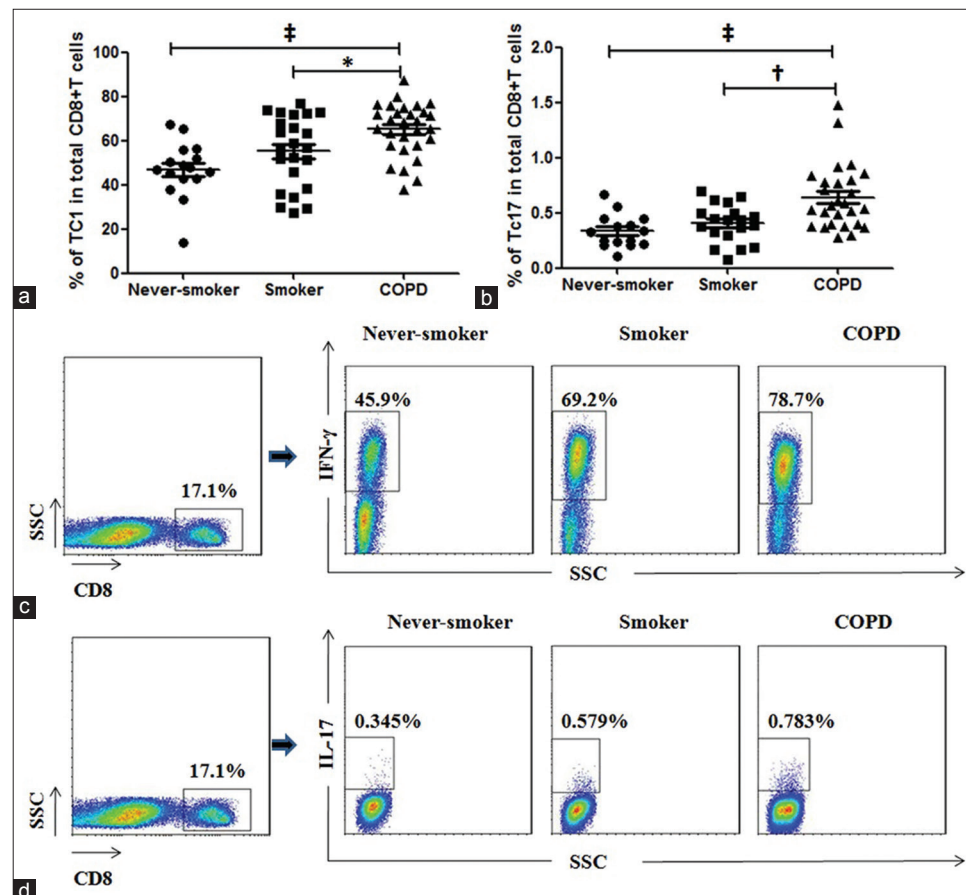 ‡
*
100
80
60
40
20
0
% of TC1 in total CD8+T cells
Never-smoker Smoker COPD
a
‡
†
2.0
1.5
1.0
0.5
0.0
% of Tc17 in total CD8+T cells
Never-smoker Smoker COPD
b
Never-smoker Smoker COPD
17.1%
SSC
CD8
IFN-γ
45.9% 69.2% 78.7%
SSC
c
Never-smoker Smoker COPD
17.1%
SSC
CD8
IL-17
0.345% 0.579% 0.783%
SSC
d